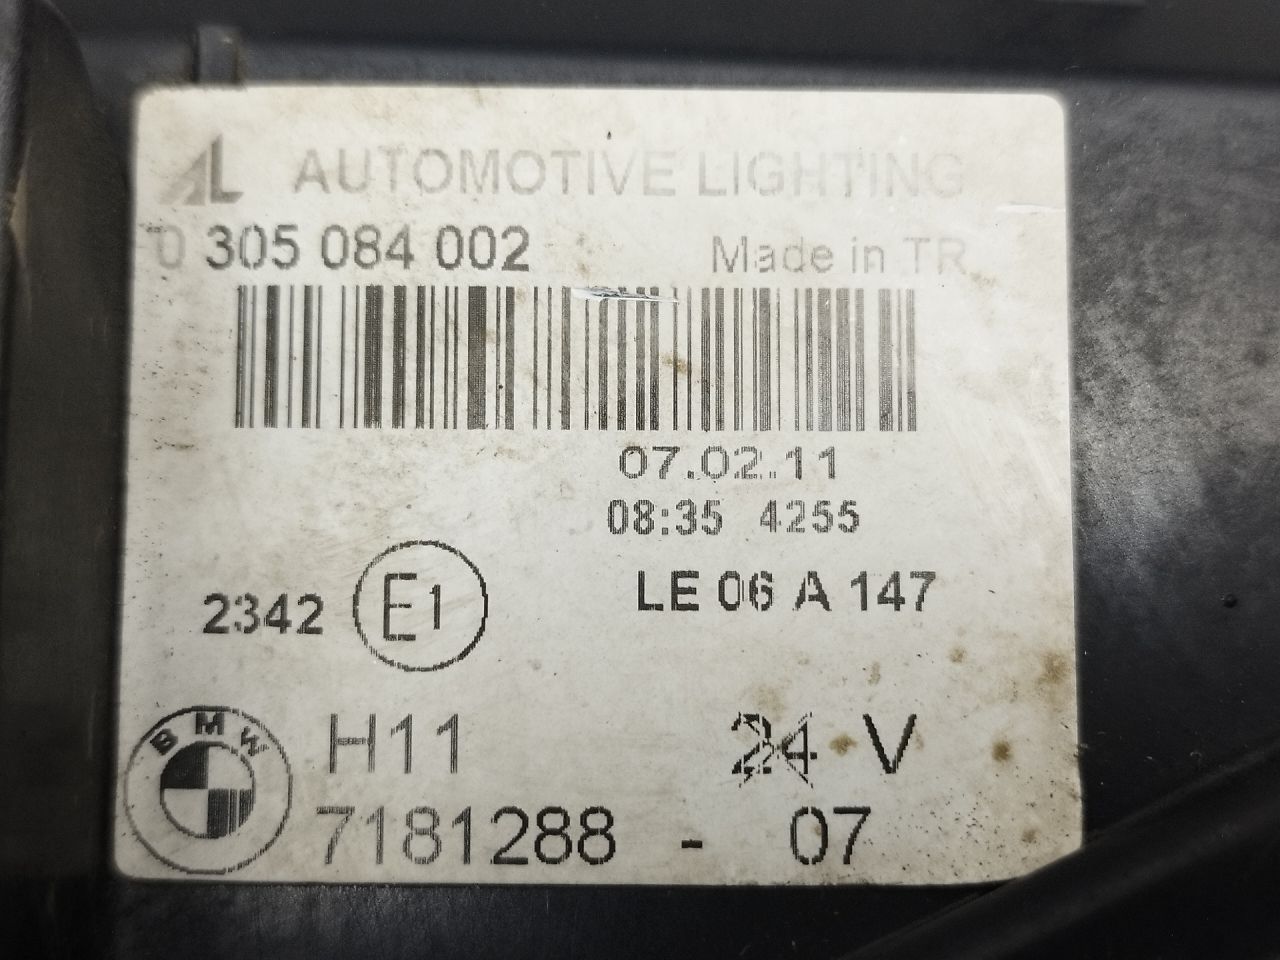 AL AUTOMOTIVE LIGHTING
0 305 084 002 Made in TR
07.02.11
08:35 4255
2342 E1 LE 06 A 147
BMW H11 24 V
7181288 - 07